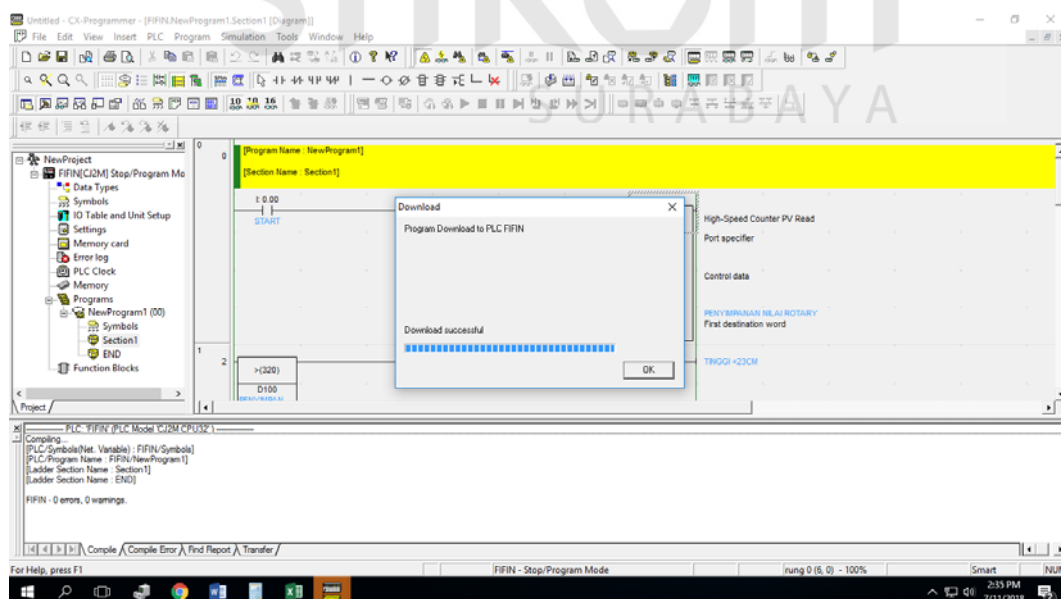 Untitled - CX-Programmer - [FIFIN.NewProgram1.Section1 [Diagram]]
File Edit View Insert PLC Program Simulation Tools Window Help
SURABAYA
NewProject
FIFIN[CJ2M] Stop/Program Mo
Data Types
Symbols
IO Table and Unit Setup
Settings
Memory card
Error log
PLC Clock
Memory
Programs
NewProgram1 (00)
Symbols
Section1
END
Function Blocks
Project
0
0
[Program Name : NewProgram1]
[Section Name : Section1]
I: 0.00
START
High-Speed Counter PV Read
Port specifier
Control data
PENYIMPANAN NILAI ROTARY
First destination word
1
2
>(320)
D100
TINGGI <23CM
Download
Program Download to PLC FIFIN
Download successful
OK
PLC: 'FIFIN' (PLC Model 'CJ2M CPU32')
Compiling...
[PLC/Symbols(Net. Variable) : FIFIN/Symbols]
[PLC/Program Name : FIFIN/NewProgram1]
[Ladder Section Name : Section1]
[Ladder Section Name : END]
FIFIN - 0 errors, 0 warnings.
Compile Compile Error Find Report Transfer
For Help, press F1
FIFIN - Stop/Program Mode
rung 0 (6, 0) - 100%
Smart
NUM
2:35 PM
7/11/2018